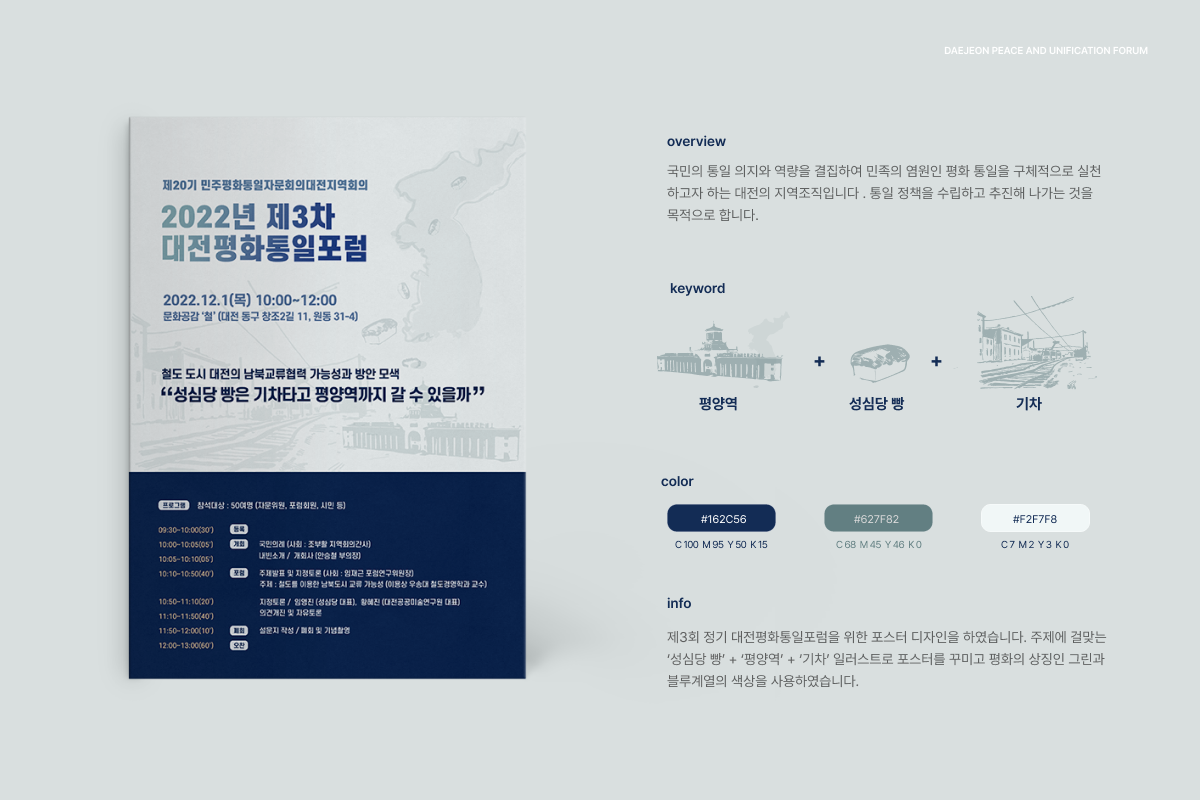 DAEJEON PEACE AND UNIFICATION FORUM
제20기 민주평화통일자문회의대전지역회의
2022년 제3차
대전평화통일포럼
2022.12.1(목) 10:00~12:00
문화공감 '철' (대전 동구 창조2길 11, 원동 31-4)
철도 도시 대전의 남북교류협력 가능성과 방안 모색
“성심당 빵은 기차타고 평양역까지 갈 수 있을까”
프로그램 참석대상 : 50여명 (자문위원, 포럼회원, 시민 등)
09:30~10:00(30') 등록
10:00~10:05(05') 개회 국민의례 (사회 : 조부활 지역회의간사)
10:05~10:10(05') 내빈소개 / 개회사 (안승철 부의장)
10:10~10:50(40') 포럼 주제발표 및 지정토론 (사회 : 임재근 포럼연구위원장)
주제 : 철도를 이용한 남북도시 교류 가능성 (이용상 우송대 철도경영학과 교수)
10:50~11:10(20') 지정토론 / 임영진 (성심당 대표), 황혜진 (대전공공미술연구원 대표)
11:10~11:50(40') 의견개진 및 자유토론
11:50~12:00(10') 폐회 설문지 작성 / 폐회 및 기념촬영
12:00~13:00(60') 오찬
overview
국민의 통일 의지와 역량을 결집하여 민족의 염원인 평화 통일을 구체적으로 실천
하고자 하는 대전의 지역조직입니다 . 통일 정책을 수립하고 추진해 나가는 것을
목적으로 합니다.
keyword
+ +
평양역 성심당 빵 기차
color
#162C56 #627F82 #F2F7F8
C100 M95 Y50 K15 C68 M45 Y46 K0 C7 M2 Y3 K0
info
제3회 정기 대전평화통일포럼을 위한 포스터 디자인을 하였습니다. 주제에 걸맞는
‘성심당 빵’ + ‘평양역’ + ‘기차’ 일러스트로 포스터를 꾸미고 평화의 상징인 그린과
블루계열의 색상을 사용하였습니다.